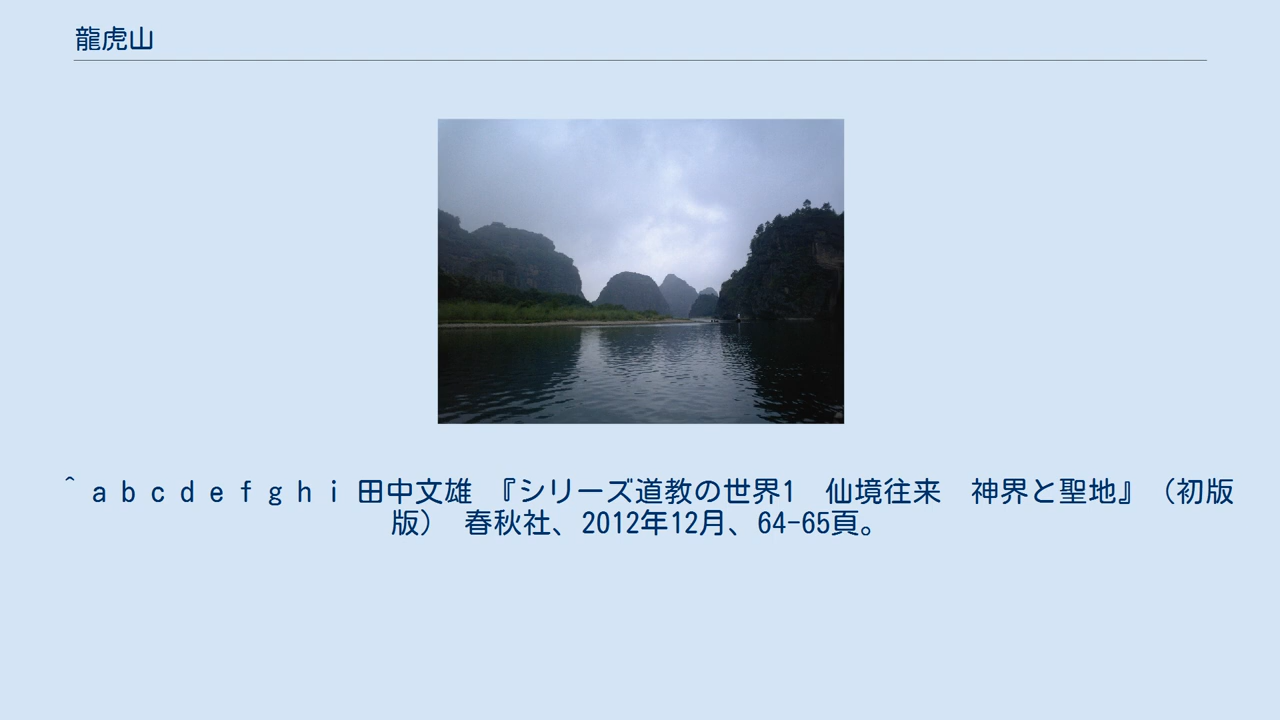 龍虎山
^ a b c d e f g h i 田中文雄 『シリーズ道教の世界1　仙境往来　神界と聖地』（初版
版） 春秋社、2012年12月、64-65頁。